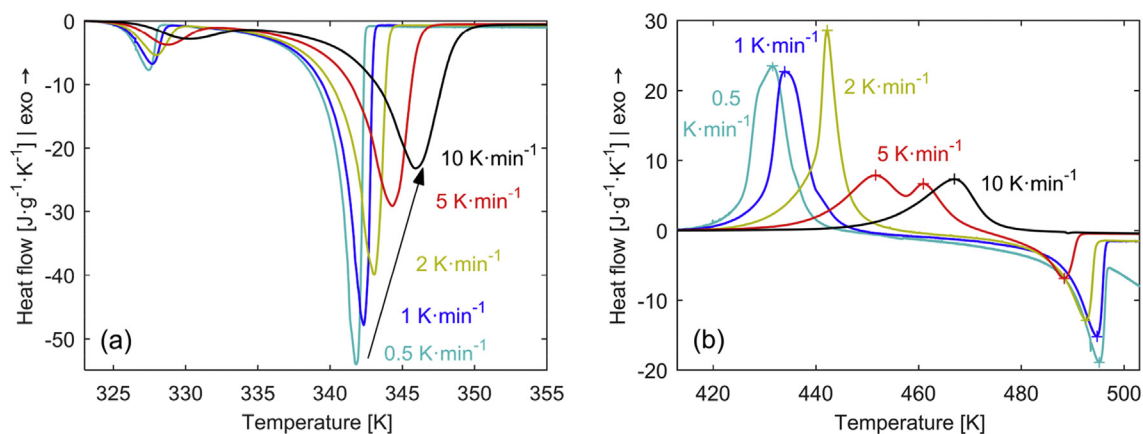 0
-10
-20
-30
-40
-50
Heat flow [J·g⁻¹·K⁻¹] | exo →
10 K·min⁻¹
5 K·min⁻¹
2 K·min⁻¹
1 K·min⁻¹
0.5 K·min⁻¹
(a)
325 330 335 340 345 350 355
Temperature [K]
30
20
10
0
-10
-20
Heat flow [J·g⁻¹·K⁻¹] | exo →
0.5
K·min⁻¹
1 K·min⁻¹
2 K·min⁻¹
5 K·min⁻¹
10 K·min⁻¹
(b)
420 440 460 480 500
Temperature [K]